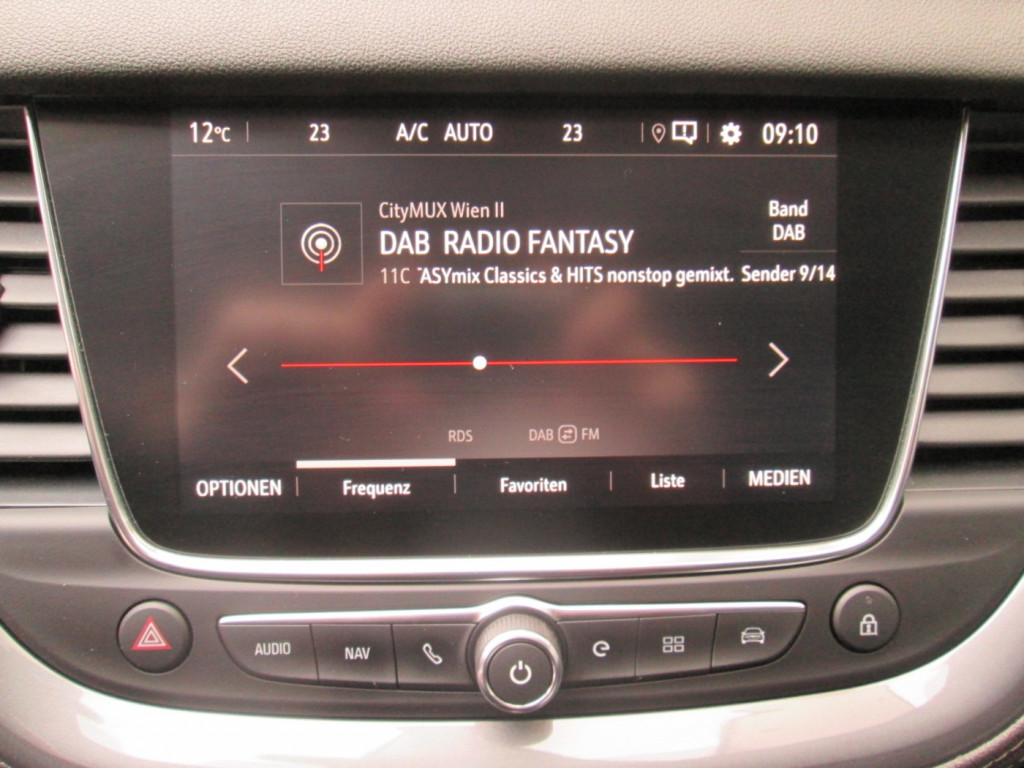 12°C 23 A/C AUTO 23 09:10
CityMUX Wien II
DAB RADIO FANTASY
Band
DAB
11C "ASYmix Classics & HITS nonstop gemixt. Sender 9/14
RDS DAB FM
OPTIONEN Frequenz Favoriten Liste MEDIEN
AUDIO NAV